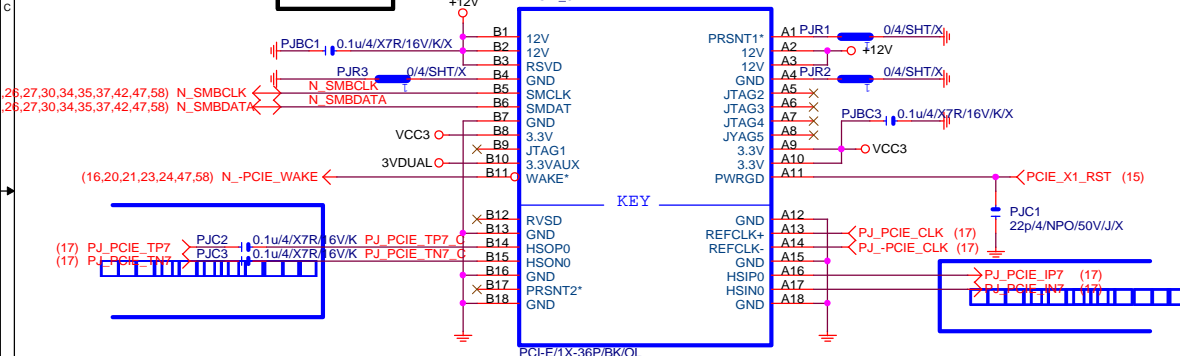 C
+12V
B1 12V PRSNT1* A1 PJR1 0/4/SHT/X
PJBC1 0.1u/4/X7R/16V/K/X B2 12V 12V A2 +12V
B3 RSVD 12V A3
PJR3 0/4/SHT/X B4 GND GND A4 PJR2 0/4/SHT/X
,26,27,30,34,35,37,42,47,58) N_SMBCLK N_SMBCLK B5 SMCLK JTAG2 A5
,26,27,30,34,35,37,42,47,58) N_SMBDATA N_SMBDATA B6 SMDAT JTAG3 A6
B7 GND JTAG4 A7 PJBC3 0.1u/4/X7R/16V/K/X
VCC3 B8 3.3V JYAG5 A8
B9 JTAG1 3.3V A9 VCC3
3VDUAL B10 3.3VAUX 3.3V A10
(16,20,21,23,24,47,58) N_-PCIE_WAKE B11 WAKE* PWRGD A11 PCIE_X1_RST (15)
KEY
B12 RVSD GND A12 PJC1
22p/4/NPO/50V/J/X
B13 GND REFCLK+ A13 PJ_PCIE_CLK (17)
(17) PJ_PCIE_TP7 PJC2 0.1u/4/X7R/16V/K PJ_PCIE_TP7_C B14 HSOP0 REFCLK- A14 PJ_-PCIE_CLK (17)
(17) PJ_PCIE_TN7 PJC3 0.1u/4/X7R/16V/K PJ_PCIE_TN7_C B15 HSON0 GND A15
B16 GND HSIP0 A16 PJ_PCIE_IP7 (17)
B17 PRSNT2* HSIN0 A17 PJ_PCIE_IN7 (17)
B18 GND GND A18
PCI-E/1X-36P/BK/OL